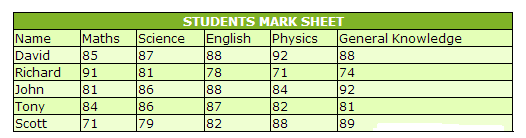 STUDENTS MARK SHEET
Name Maths Science English Physics General Knowledge
David 85 87 88 92 88
Richard 91 81 78 71 74
John 81 86 88 84 92
Tony 84 86 87 82 81
Scott 71 79 82 88 89